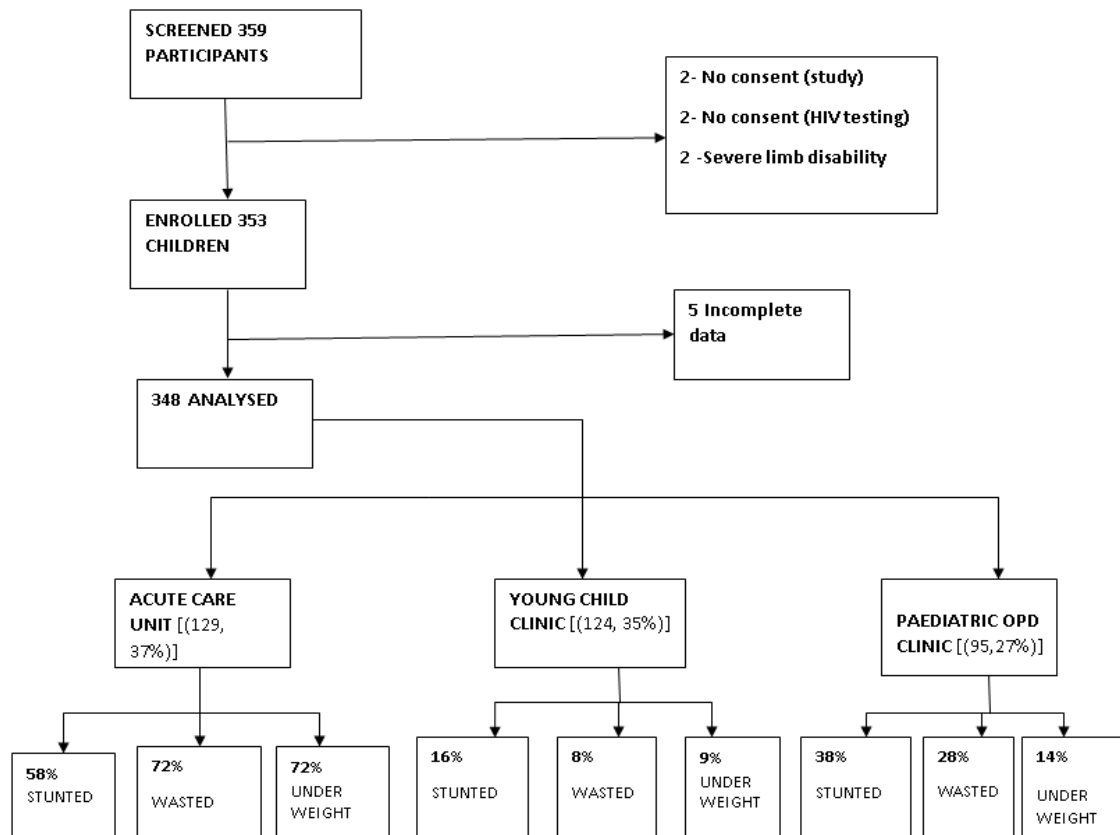 SCREENED 359
PARTICIPANTS
2- No consent (study)
2- No consent (HIV testing)
2 -Severe limb disability
ENROLLED 353
CHILDREN
5 Incomplete
data
348 ANALYSED
ACUTE CARE
UNIT [(129,
37%)]
YOUNG CHILD
CLINIC [(124, 35%)]
PAEDIATRIC OPD
CLINIC [(95,27%)]
58%
STUNTED
72%
WASTED
72%
UNDER
WEIGHT
16%
STUNTED
8%
WASTED
9%
UNDER
WEIGHT
38%
STUNTED
28%
WASTED
14%
UNDER
WEIGHT